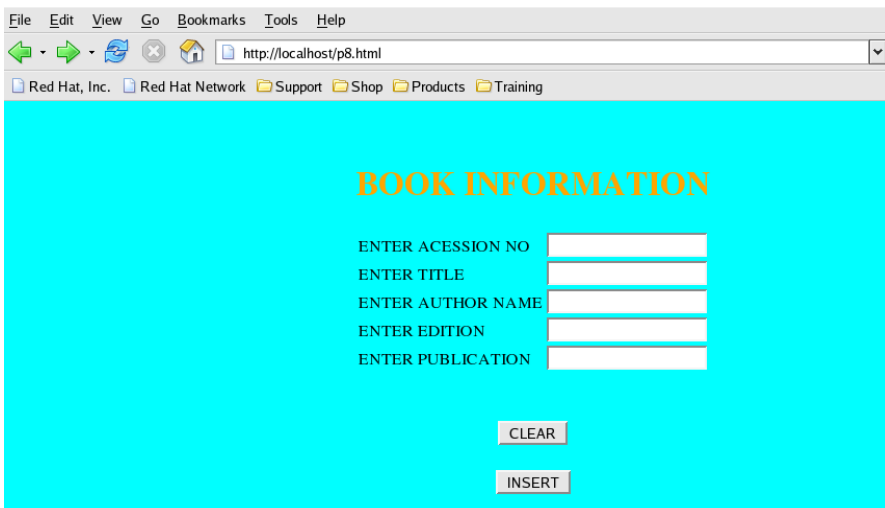 File Edit View Go Bookmarks Tools Help
http://localhost/p8.html
Red Hat, Inc. Red Hat Network Support Shop Products Training
BOOK INFORMATION
ENTER ACESSION NO
ENTER TITLE
ENTER AUTHOR NAME
ENTER EDITION
ENTER PUBLICATION
CLEAR
INSERT